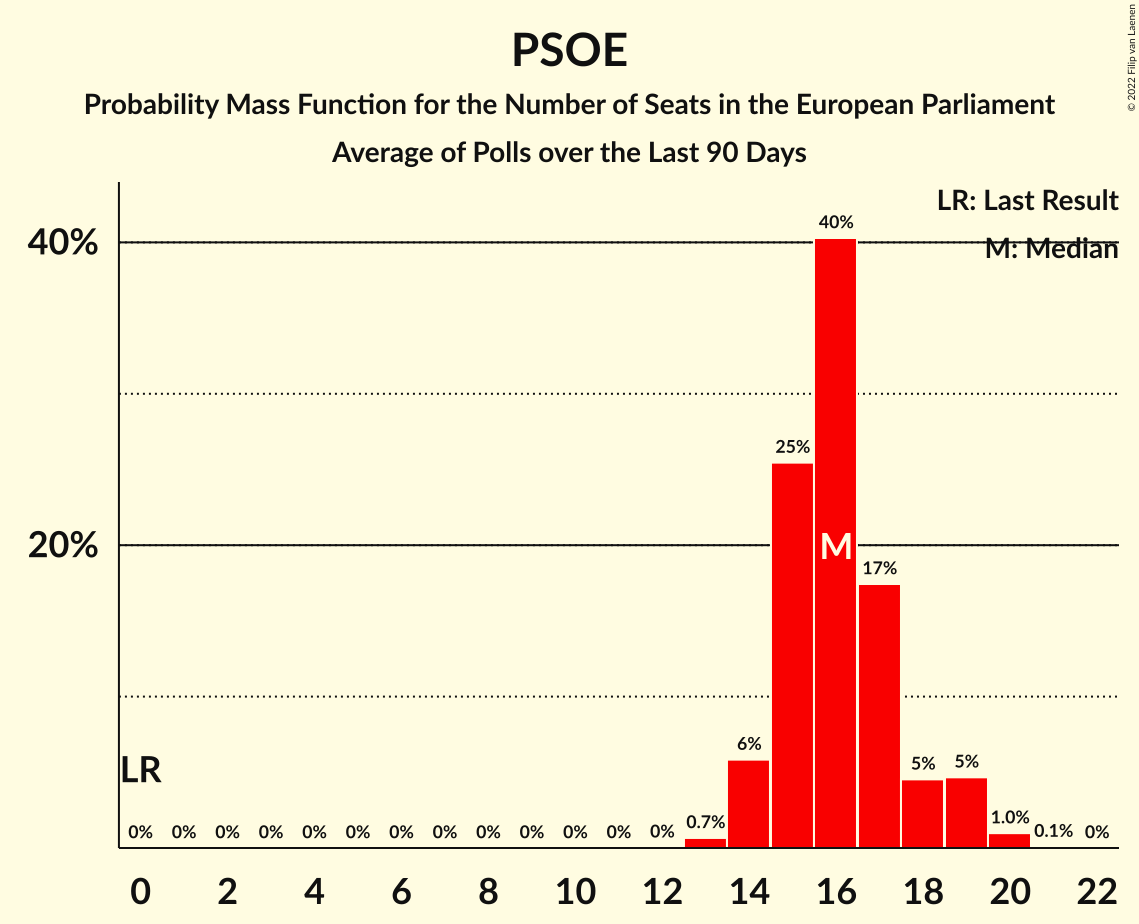 PSOE
Probability Mass Function for the Number of Seats in the European Parliament
Average of Polls over the Last 90 Days
© 2022 Filip van Laenen
LR: Last Result
M: Median
40%
20%
40%
25%
M
17%
6%
5%
5%
LR
0% 0% 0% 0% 0% 0% 0% 0% 0% 0% 0% 0% 0% 0.7% 1.0% 0.1% 0%
0 2 4 6 8 10 12 14 16 18 20 22